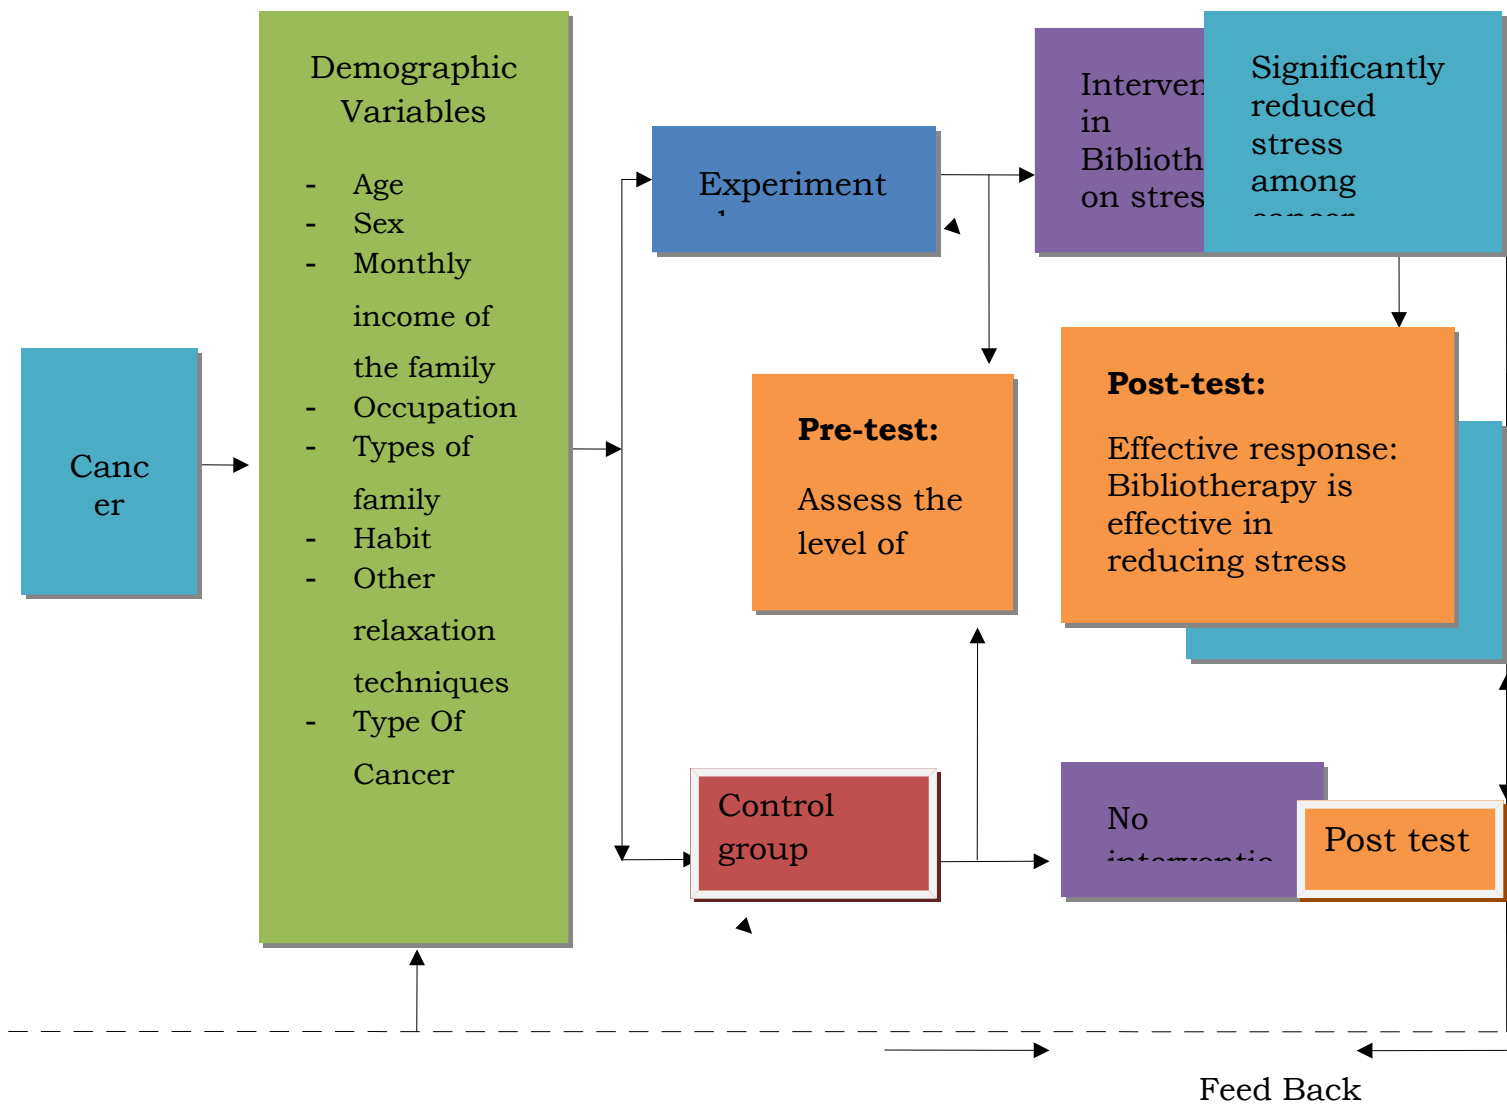 Demographic
Variables
- Age
- Sex
- Monthly
income of
the family
- Occupation
- Types of
family
- Habit
- Other
relaxation
techniques
- Type Of
Cancer
Canc
er
Experiment
Interven
in
Biblioth
on stres
Significantly
reduced
stress
among
cancer
Pre-test:
Assess the
level of
Post-test:
Effective response:
Bibliotherapy is
effective in
reducing stress
Control
group
No
interventio
Post test
Feed Back